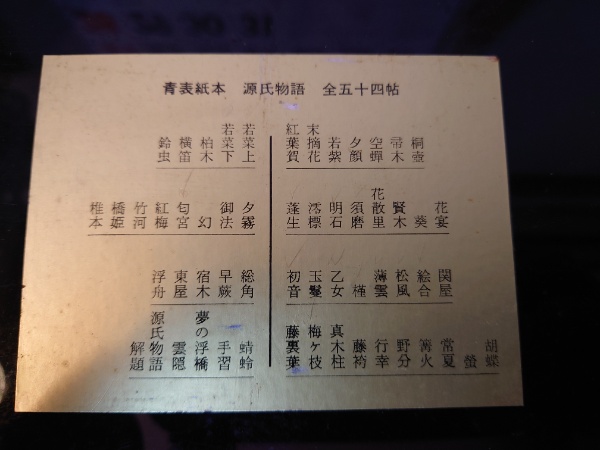 青表紙本 源氏物語 全五十四帖
桐壺
帚木
空蟬
夕顔
若紫
末摘花
紅葉賀
花宴
葵
賢木
花散里
須磨
明石
澪標
蓬生
関屋
絵合
松風
薄雲
槿
乙女
玉鬘
初音
胡蝶
螢
常夏
篝火
野分
行幸
藤袴
真木柱
梅ヶ枝
藤裏葉
若菜上
若菜下
柏木
横笛
鈴虫
夕霧
御法
幻
匂宮
紅梅
竹河
橋姫
椎本
総角
早蕨
宿木
東屋
浮舟
蜻蛉
手習
夢の浮橋
雲隠
源氏物語
解題